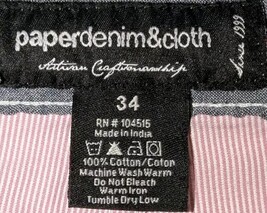 paperdenim&cloth
Artisan Craftsmanship
Since 1999
34
RN # 104515
Made in India
100% Cotton/Coton
Machine Wash Warm
Do Not Bleach
Warm Iron
Tumble Dry Low